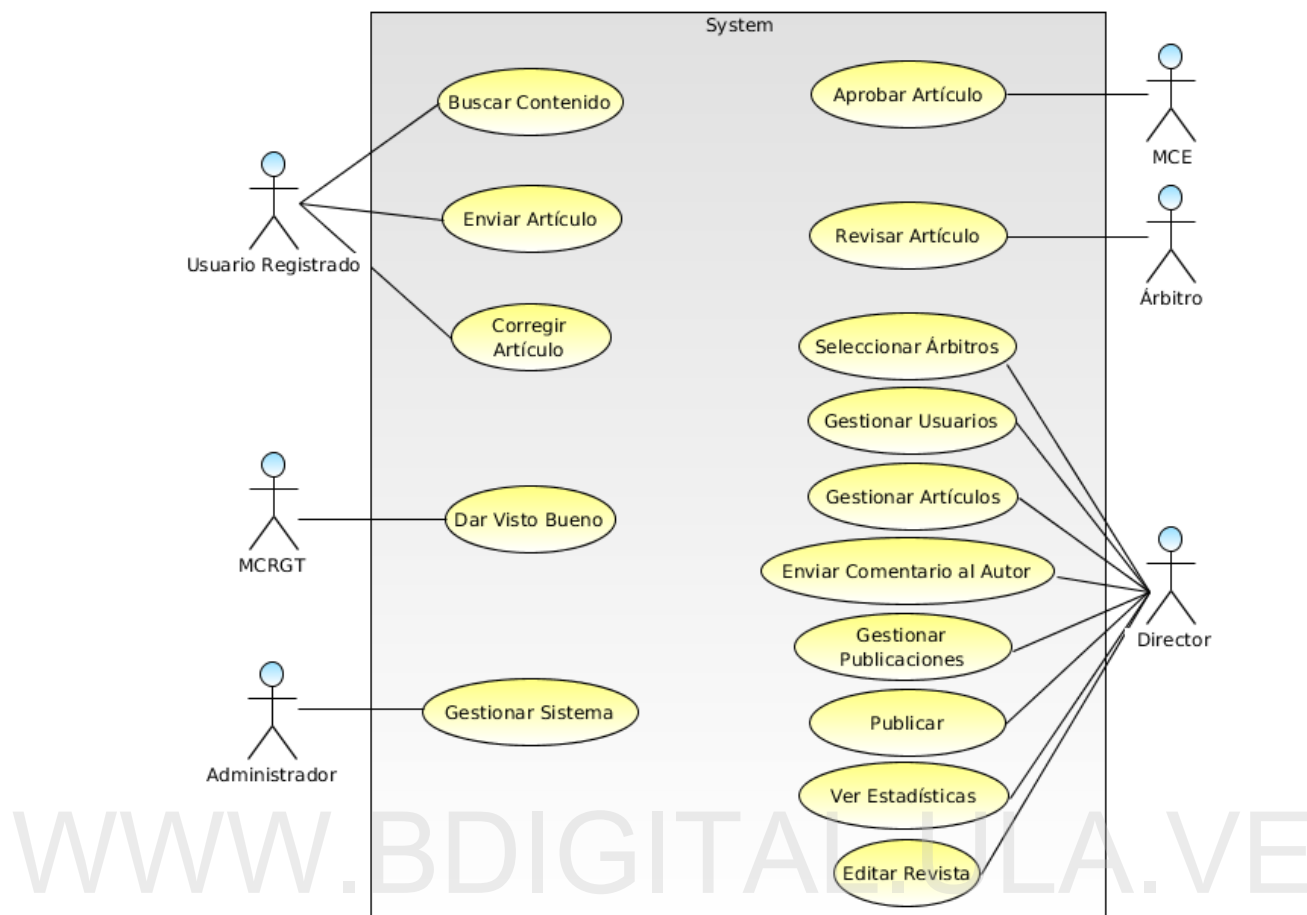 System
Buscar Contenido
Aprobar Artículo
MCE
Enviar Artículo
Revisar Artículo
Usuario Registrado
Árbitro
Corregir
Artículo
Seleccionar Árbitros
Gestionar Usuarios
Gestionar Artículos
Dar Visto Bueno
MCRGT
Enviar Comentario al Autor
Director
Gestionar
Publicaciones
Gestionar Sistema
Publicar
Administrador
Ver Estadísticas
Editar Revista
WWW.BDIGITAL.ULA.VE